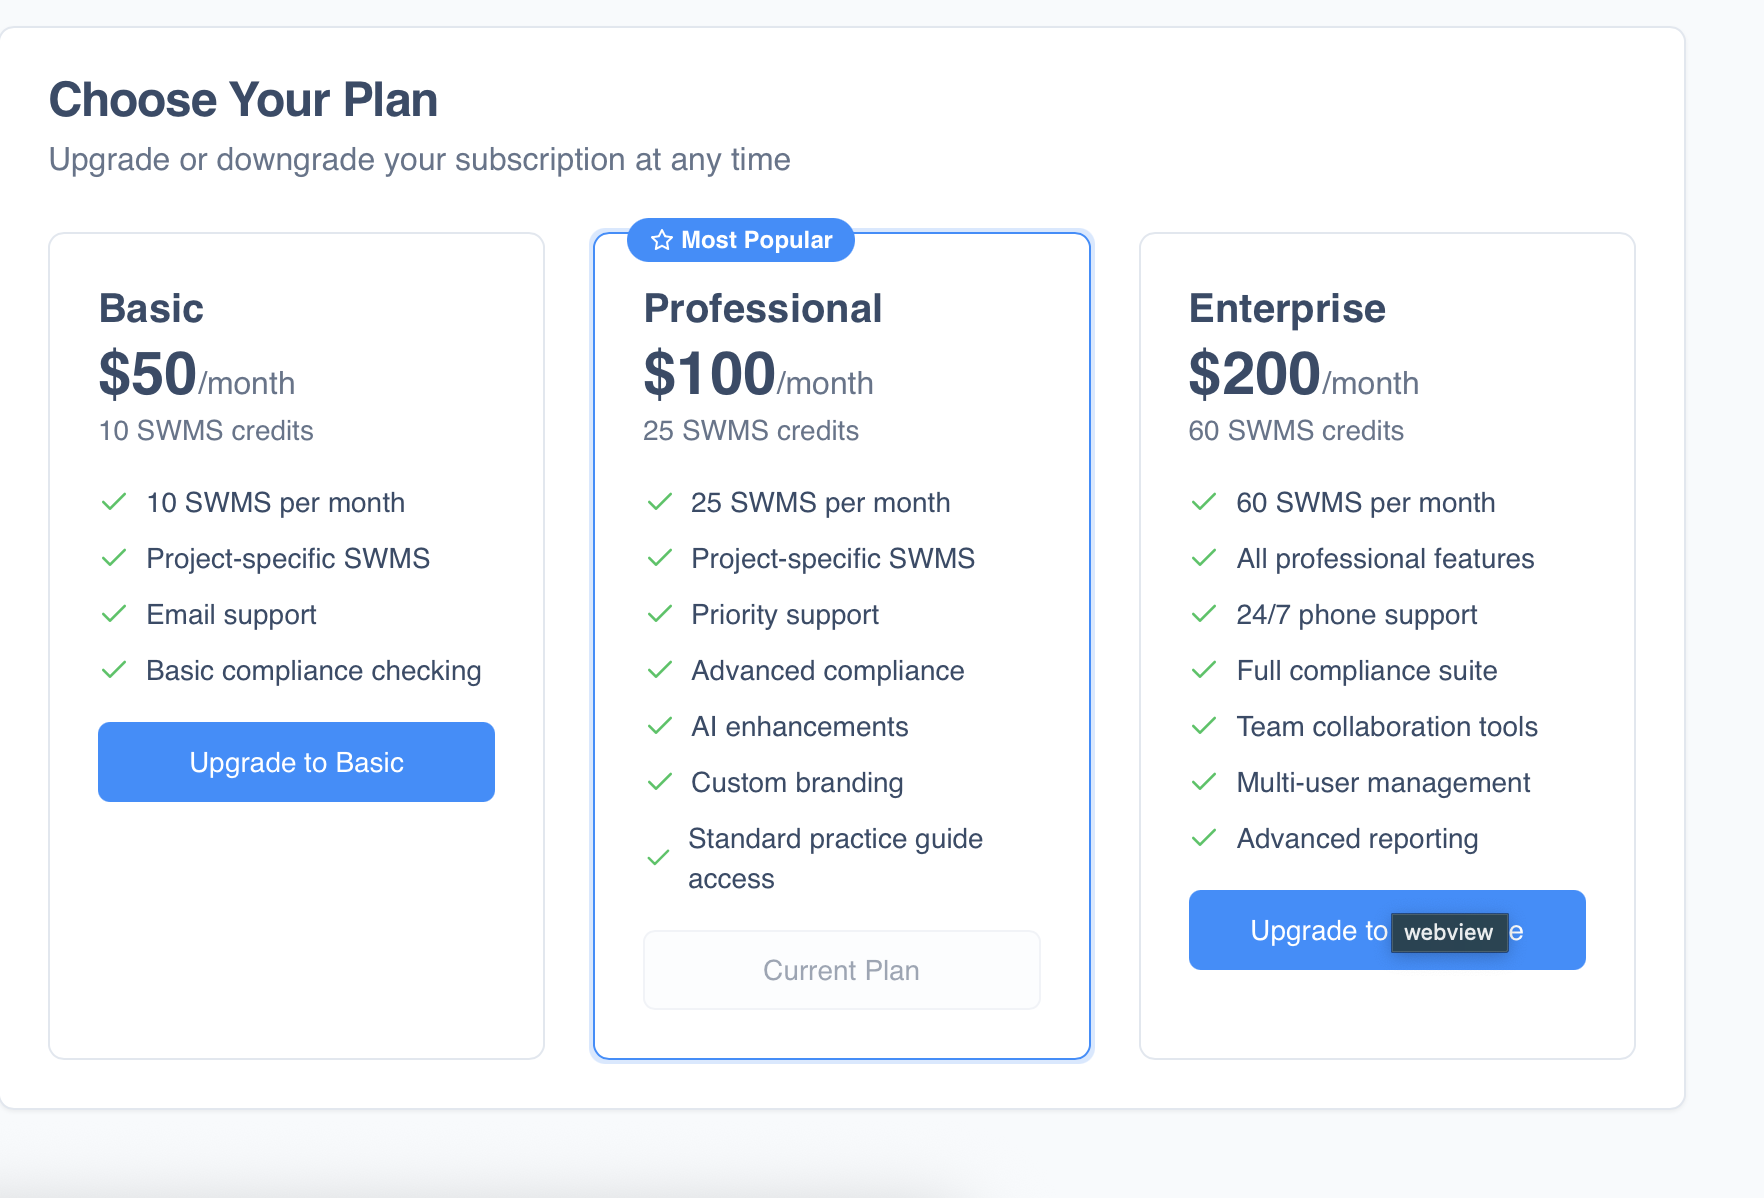 Choose Your Plan
Upgrade or downgrade your subscription at any time
Basic
$50/month
10 SWMS credits
10 SWMS per month
Project-specific SWMS
Email support
Basic compliance checking
Upgrade to Basic
Most Popular
Professional
$100/month
25 SWMS credits
25 SWMS per month
Project-specific SWMS
Priority support
Advanced compliance
AI enhancements
Custom branding
Standard practice guide
access
Current Plan
Enterprise
$200/month
60 SWMS credits
60 SWMS per month
All professional features
24/7 phone support
Full compliance suite
Team collaboration tools
Multi-user management
Advanced reporting
Upgrade to
webview